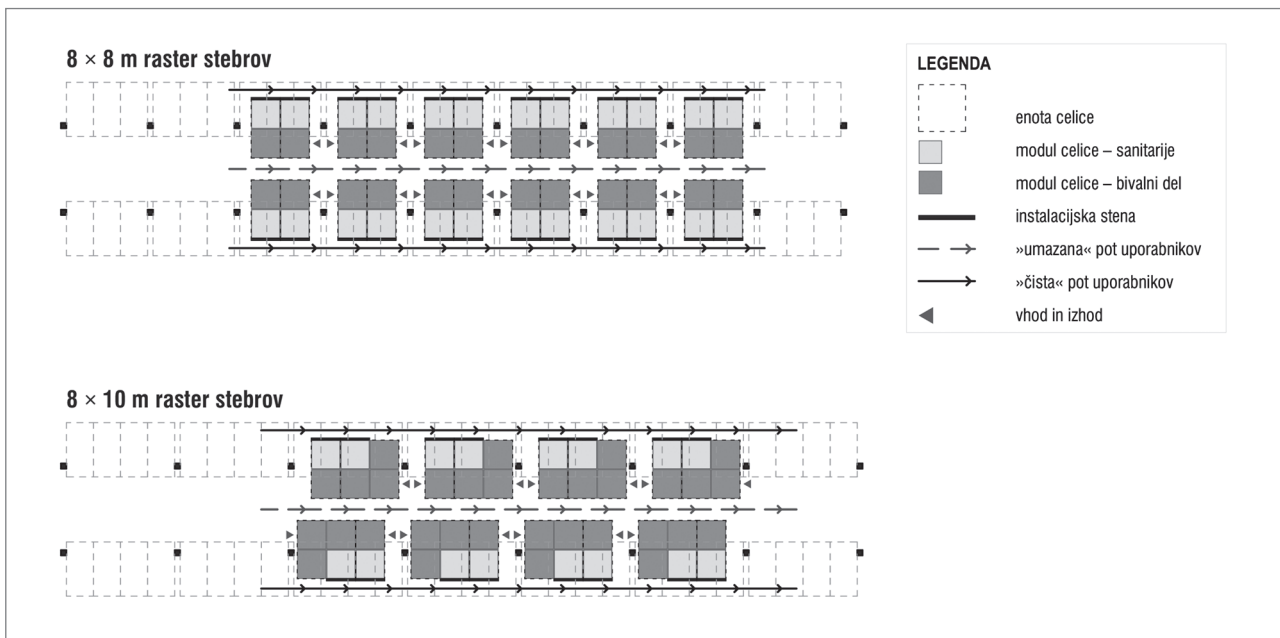 8 × 8 m raster stebrov
LEGENDA
enota celice
modul celice – sanitarije
modul celice – bivalni del
instalacijska stena
»umazana« pot uporabnikov
»čista« pot uporabnikov
vhod in izhod
8 × 10 m raster stebrov